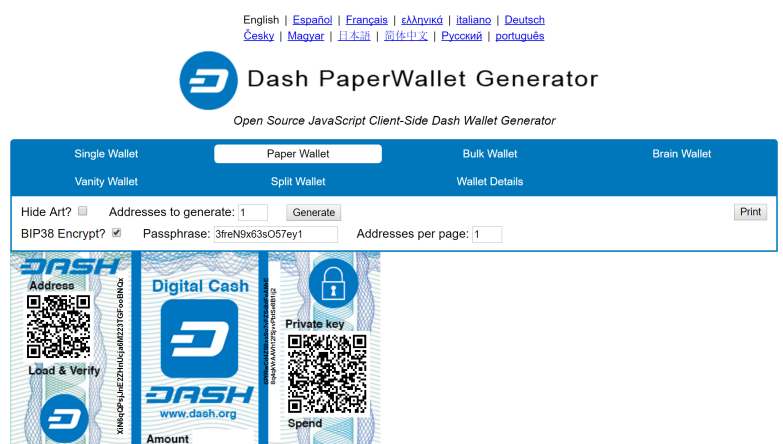 English | Español | Français | ελληνικά | italiano | Deutsch
Česky | Magyar | 日本語 | 简体中文 | Русский | português
Dash PaperWallet Generator
Open Source JavaScript Client-Side Dash Wallet Generator
Single Wallet Paper Wallet Bulk Wallet Brain Wallet
Vanity Wallet Split Wallet Wallet Details
Hide Art? Addresses to generate: 1 Generate Print
BIP38 Encrypt? Passphrase: 3freN9x63sO57ey1 Addresses per page: 1
DASH
Address
Load & Verify
Digital Cash
DASH
www.dash.org
Amount
Private key
Spend